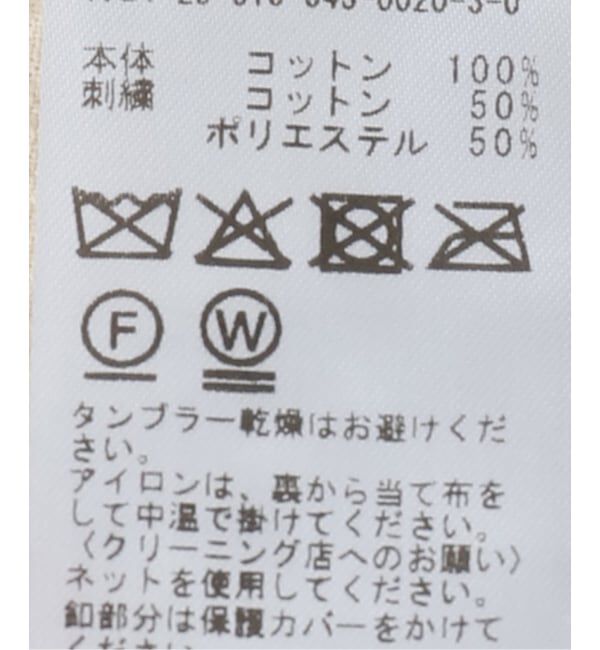 本体 コットン 100%
刺繍 コットン 50%
ポリエステル 50%
F W
タンブラー乾燥はお避けくだ
さい。
アイロンは、裏から当て布を
して中温で掛けてください。
〈クリーニング店へのお願い〉
ネットを使用してください。
釦部分は保護カバーをかけて
ください。